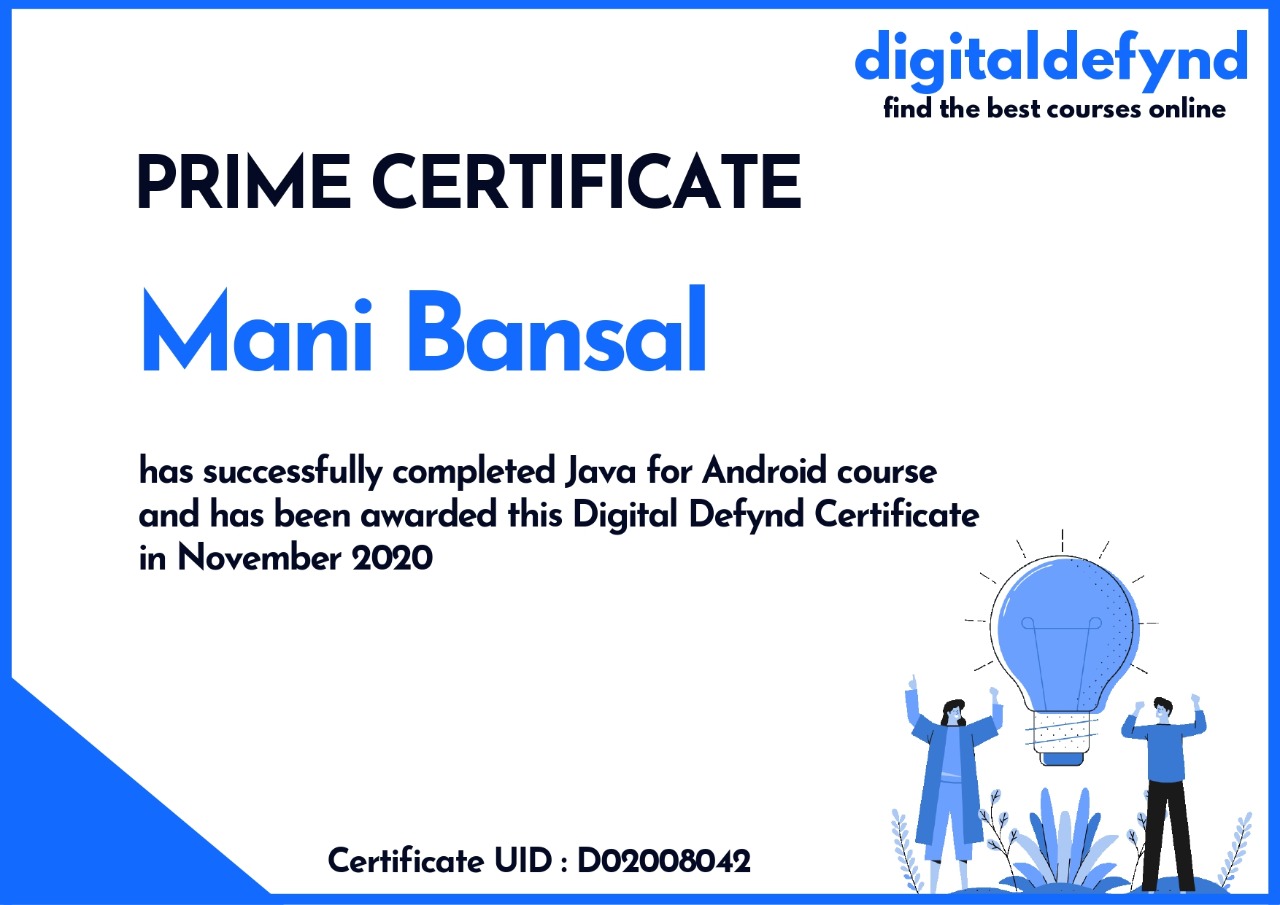 digitaldefynd
find the best courses online
PRIME CERTIFICATE
Mani Bansal
has successfully completed Java for Android course
and has been awarded this Digital Defynd Certificate
in November 2020
Certificate UID : D02008042